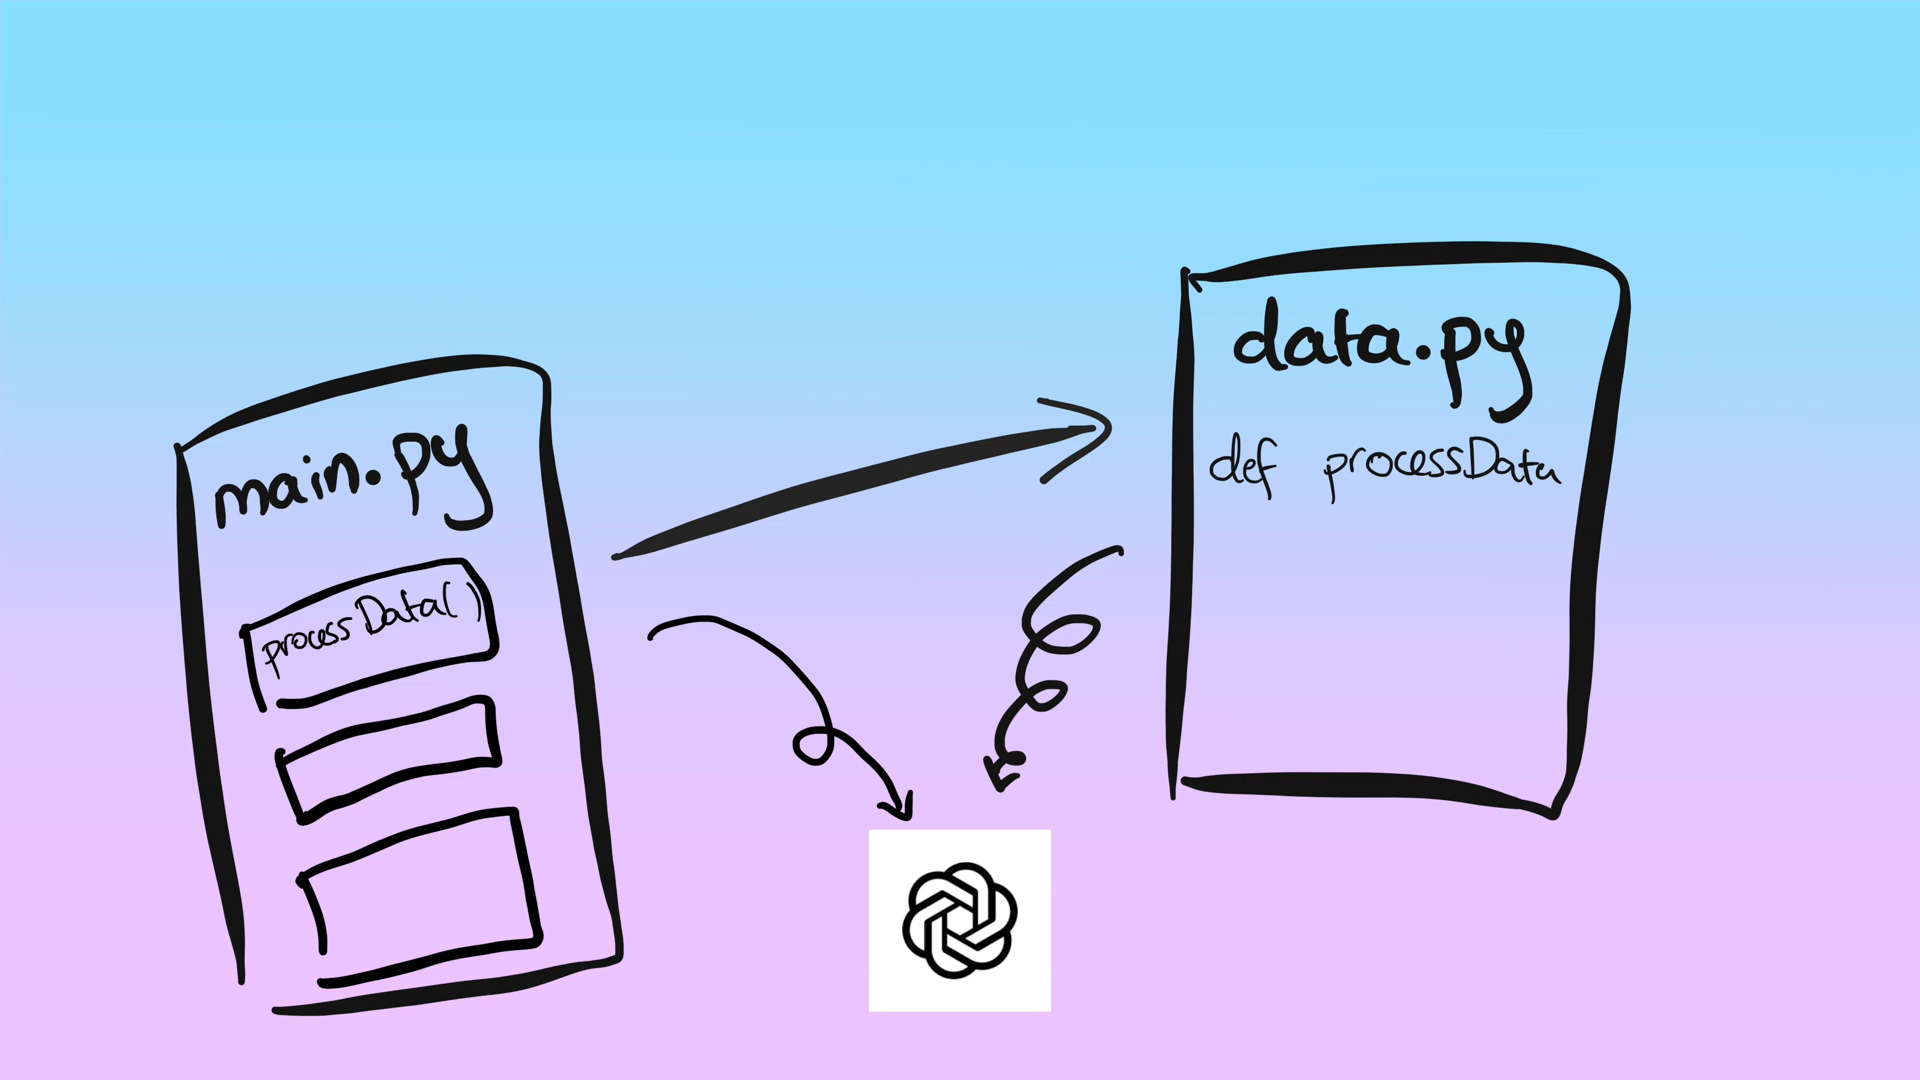 main.py
processData()
data.py
def processData